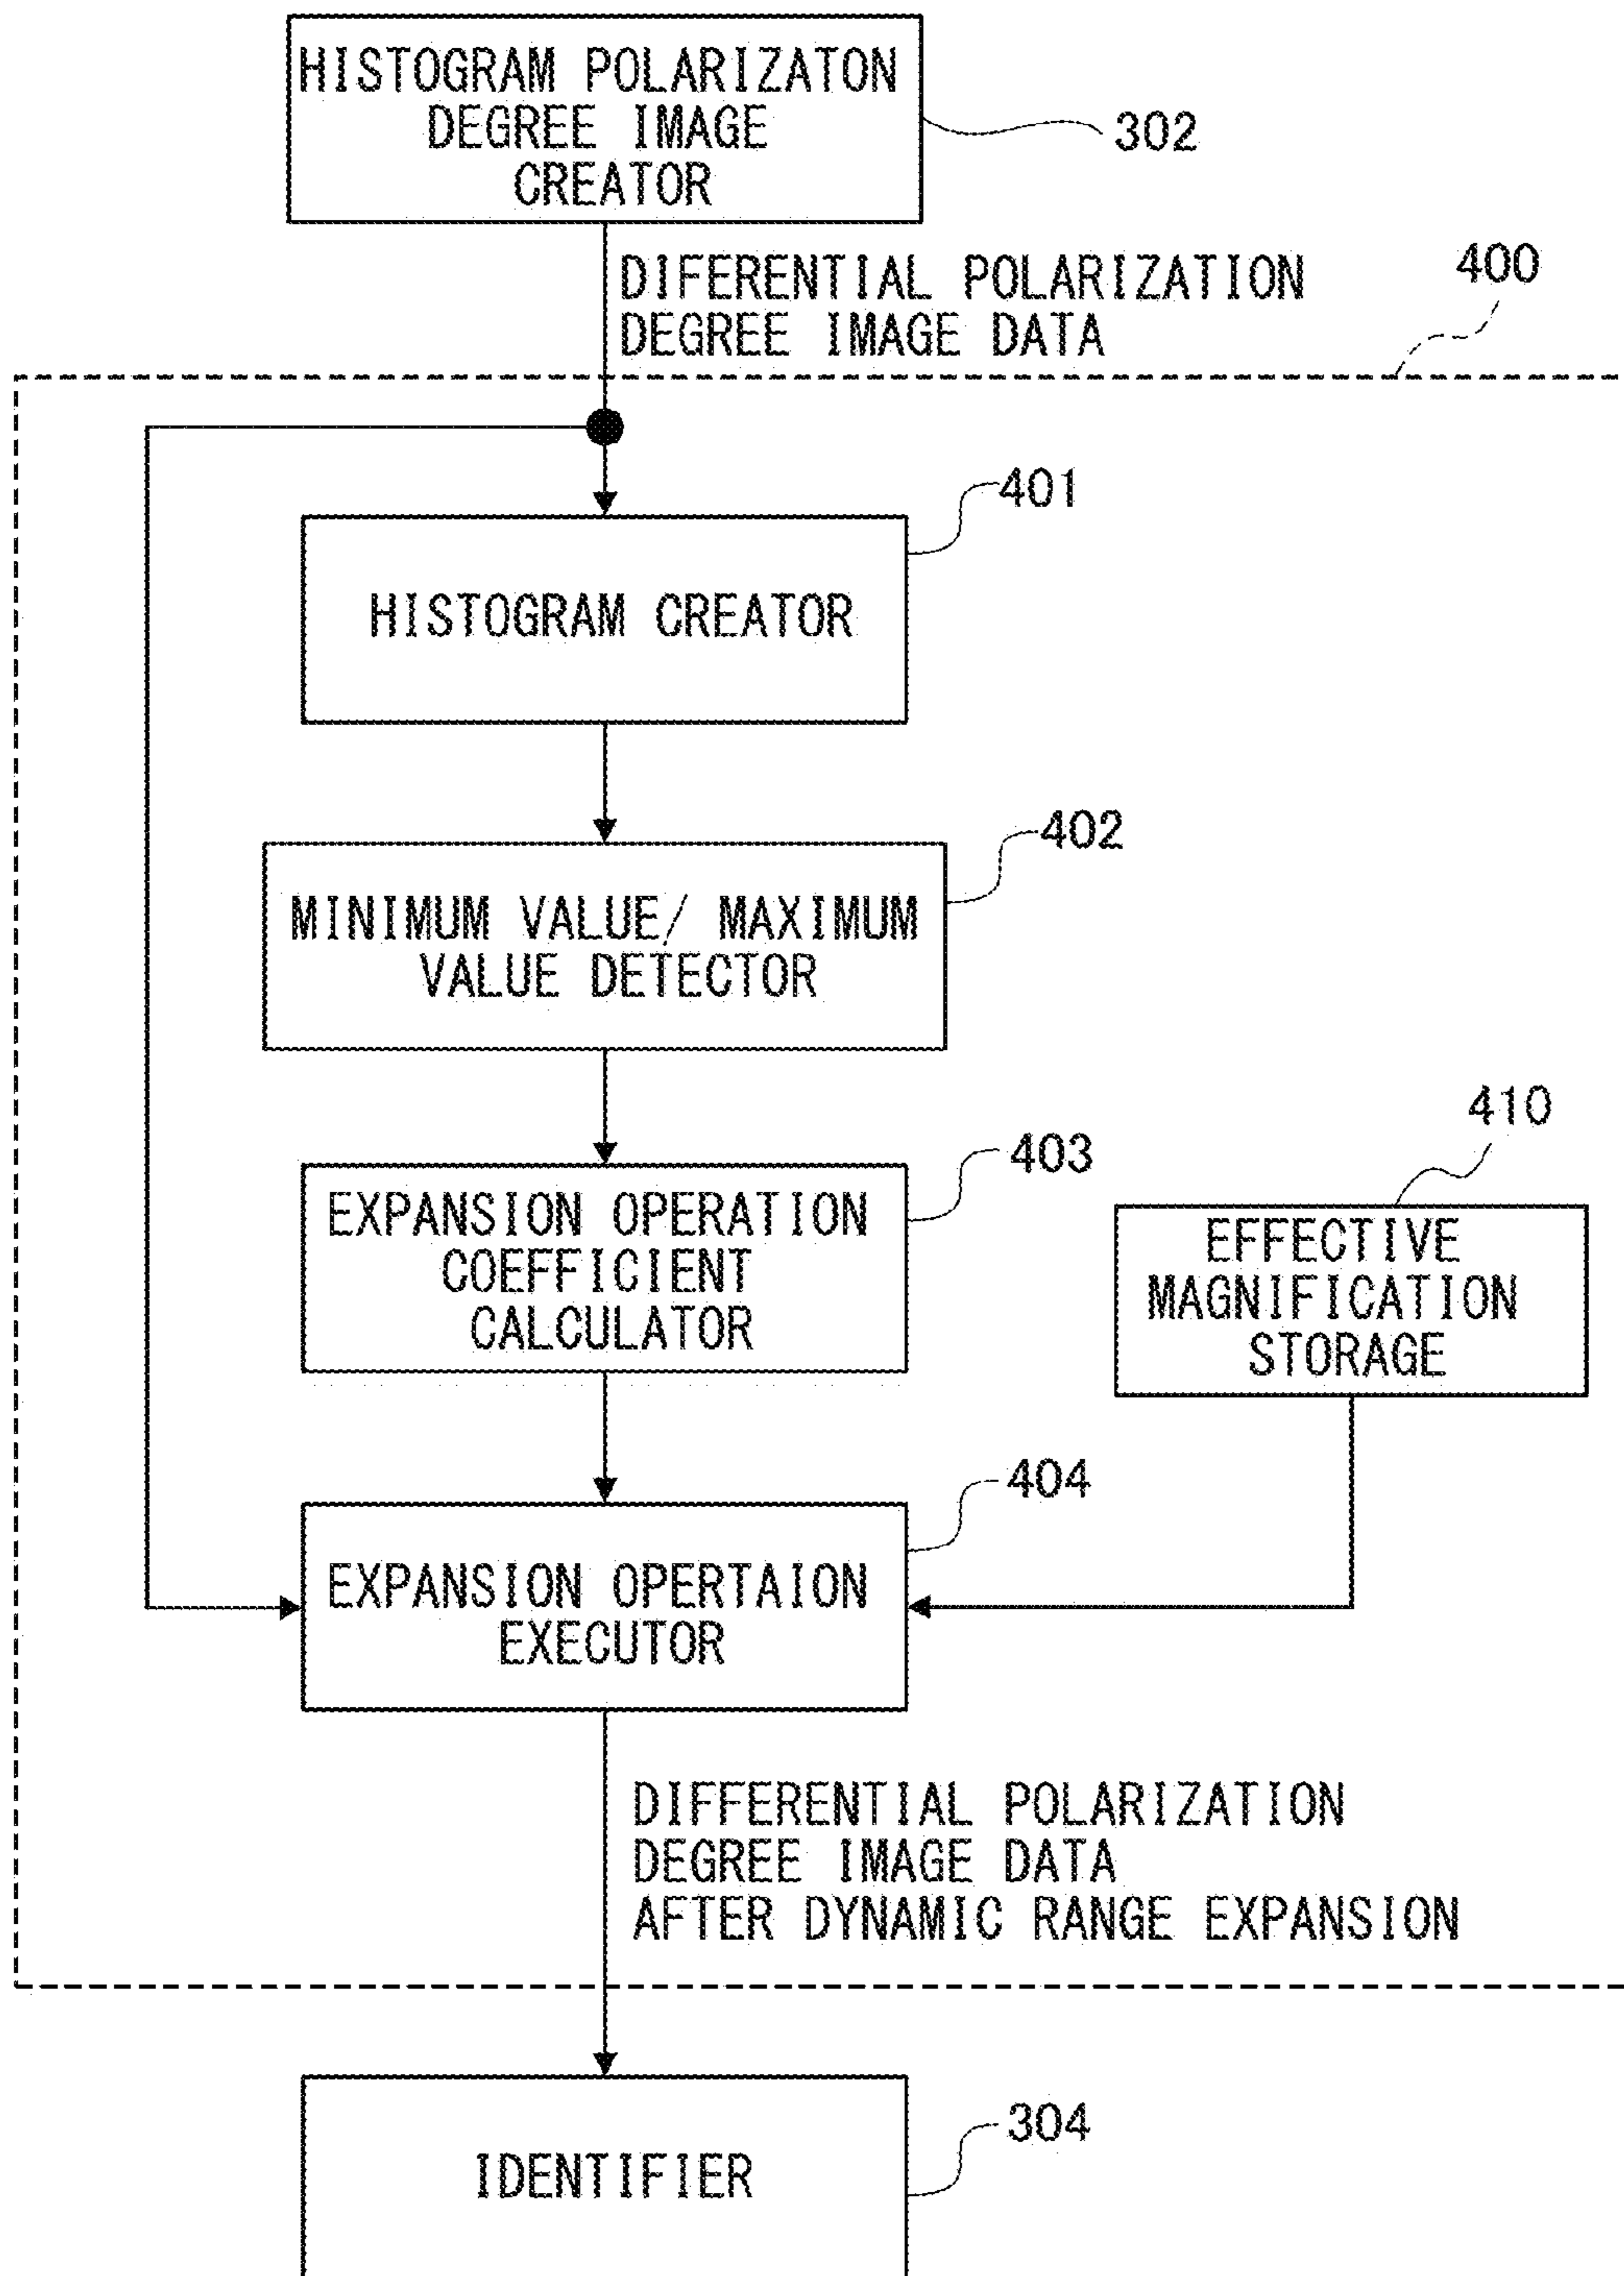 HISTOGRAM POLARIZATON
DEGREE IMAGE
CREATOR
302
DIFERENTIAL POLARIZATION
DEGREE IMAGE DATA
400
401
HISTOGRAM CREATOR
402
MINIMUM VALUE/ MAXIMUM
VALUE DETECTOR
403
EXPANSION OPERATION
COEFFICIENT
CALCULATOR
410
EFFECTIVE
MAGNIFICATION
STORAGE
404
EXPANSION OPERTAION
EXECUTOR
DIFFERENTIAL POLARIZATION
DEGREE IMAGE DATA
AFTER DYNAMIC RANGE EXPANSION
304
IDENTIFIER